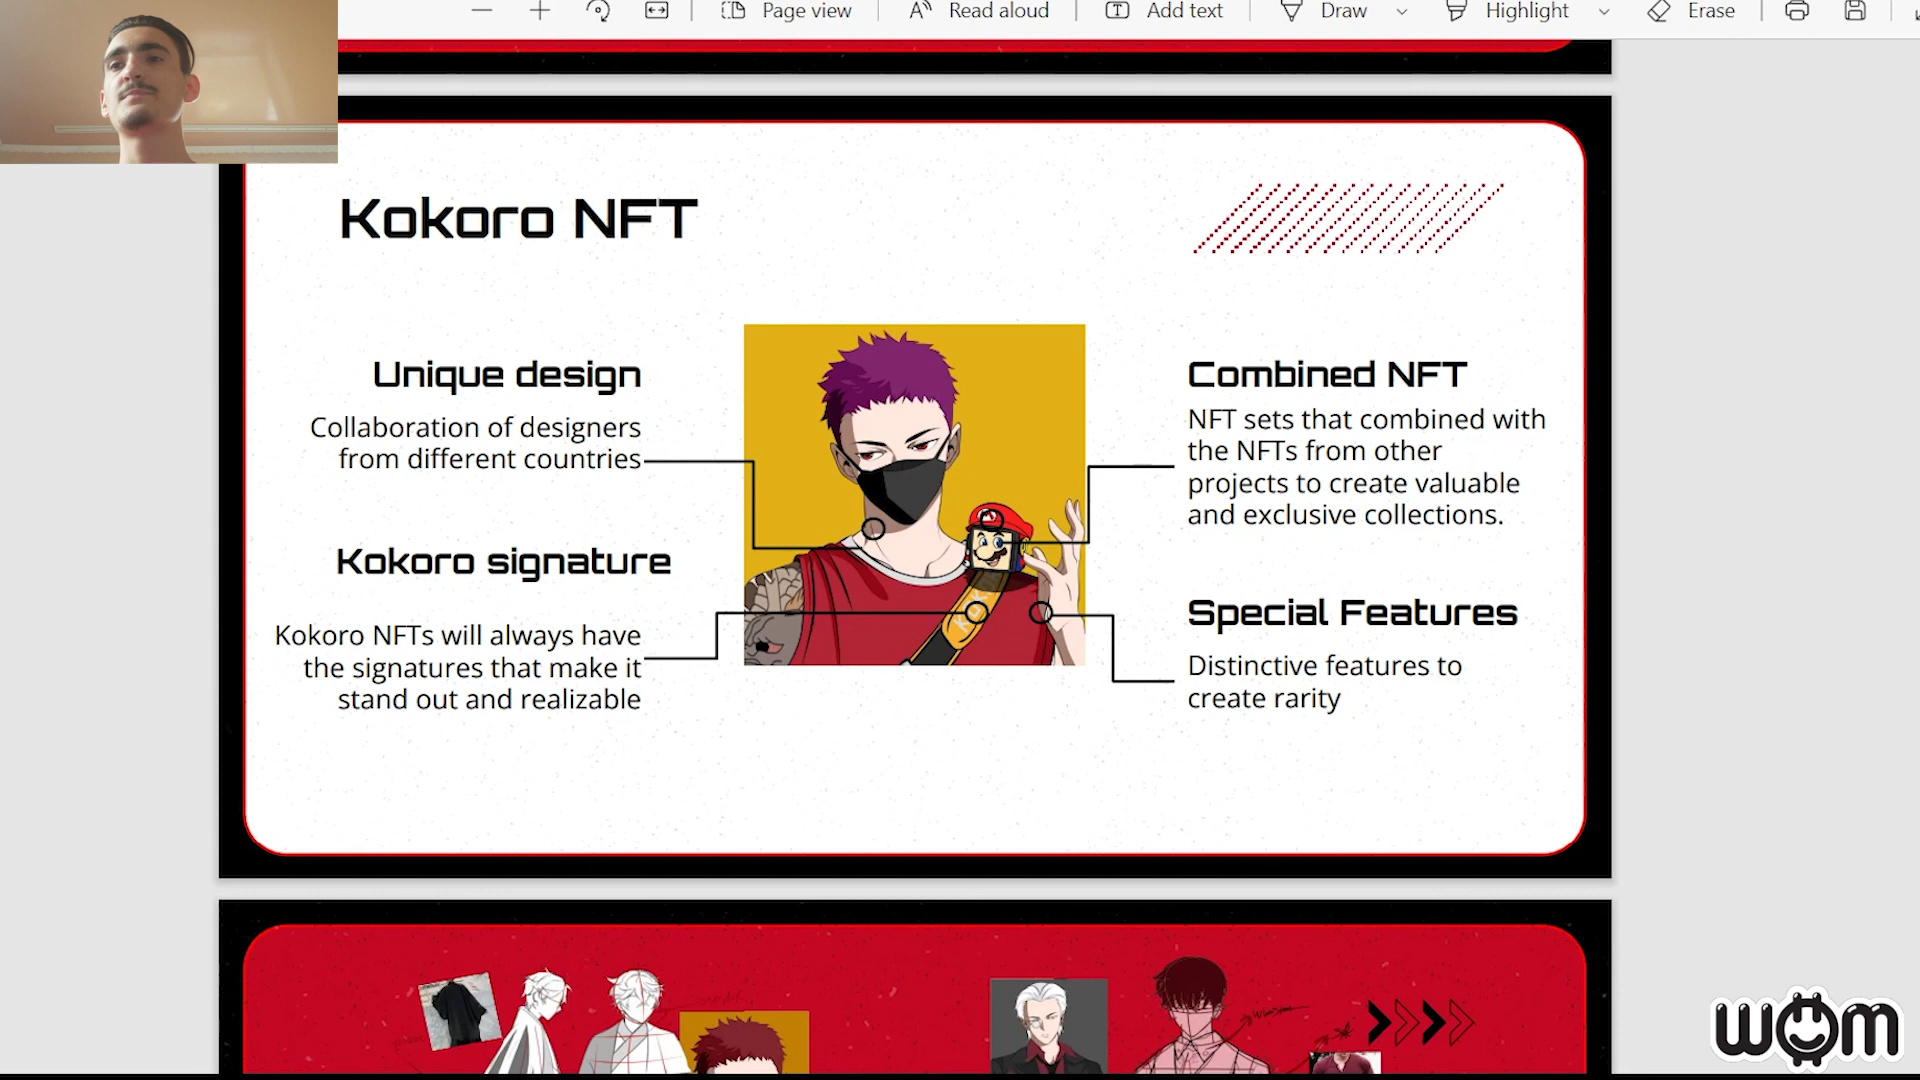 Page view
Read aloud
Add text
Draw
Highlight
Erase
Kokoro NFT
Unique design
Collaboration of designers
from different countries
Kokoro signature
Kokoro NFTs will always have
the signatures that make it
stand out and realizable
Combined NFT
NFT sets that combined with
the NFTs from other
projects to create valuable
and exclusive collections.
Special Features
Distinctive features to
create rarity
wom